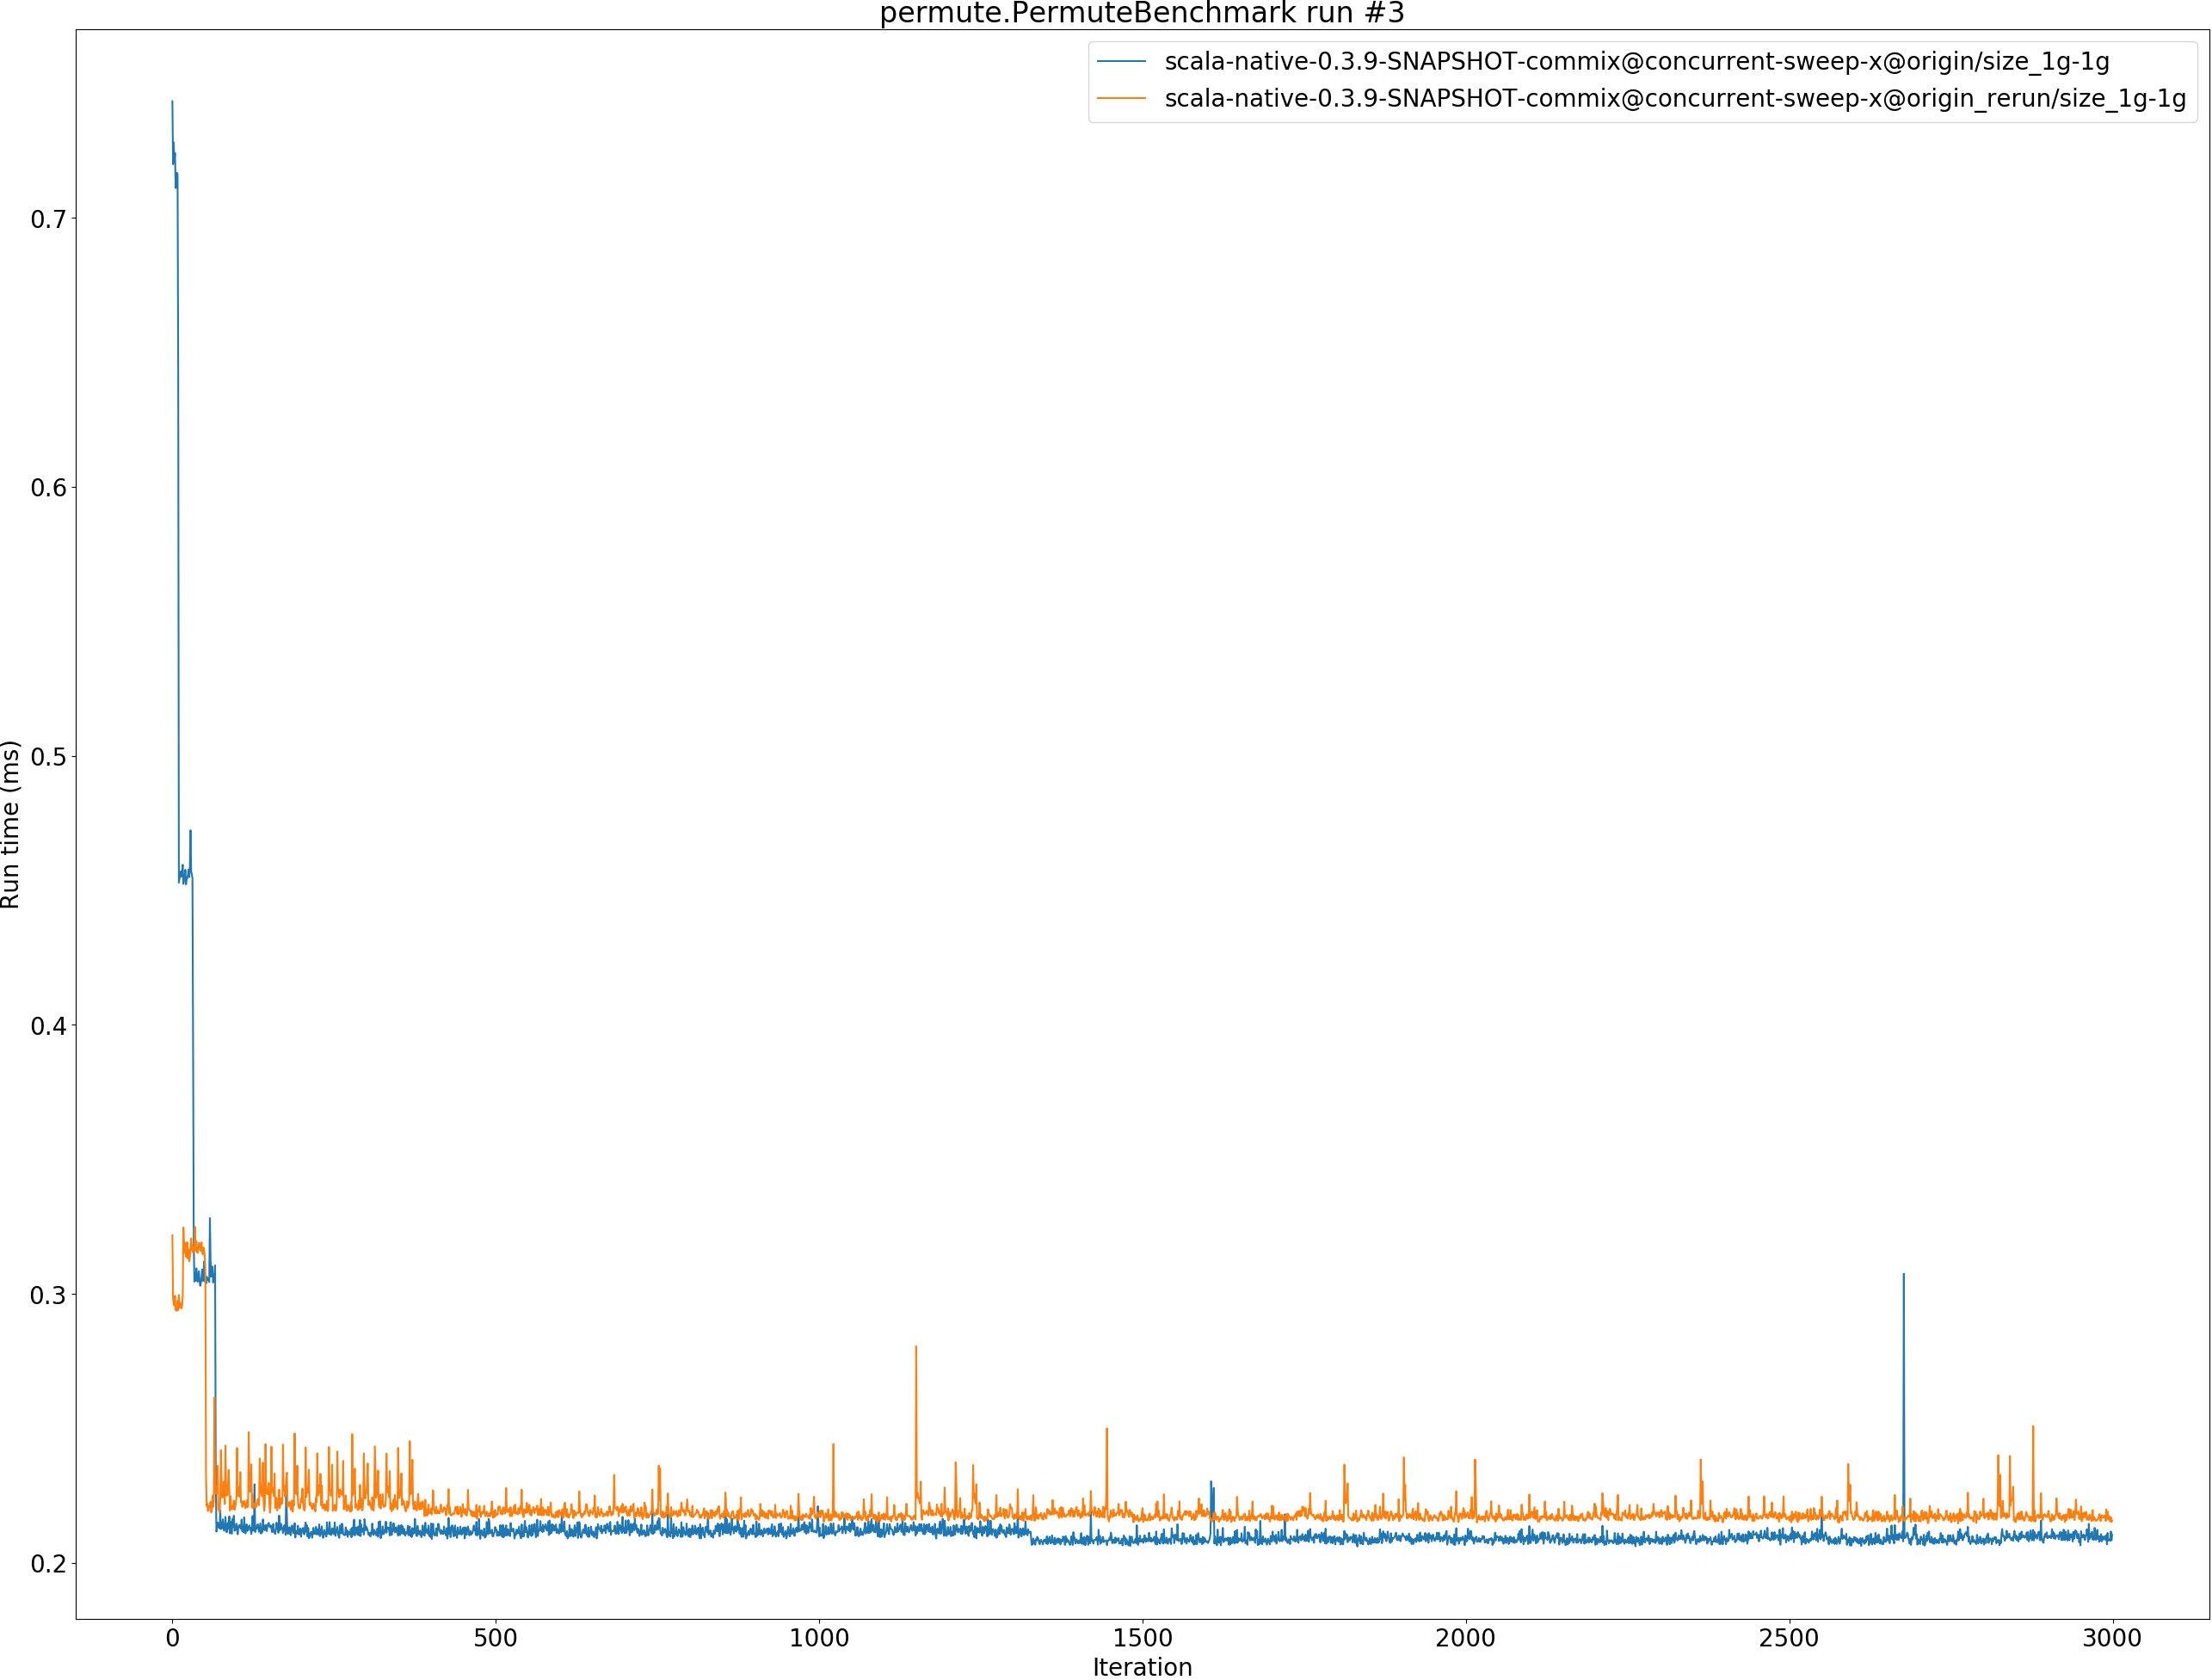 permute.PermuteBenchmark run #3
scala-native-0.3.9-SNAPSHOT-commix@concurrent-sweep-x@origin/size_1g-1g
scala-native-0.3.9-SNAPSHOT-commix@concurrent-sweep-x@origin_rerun/size_1g-1g
Run time (ms)
0.7
0.6
0.5
0.4
0.3
0.2
0 500 1000 1500 2000 2500 3000
Iteration